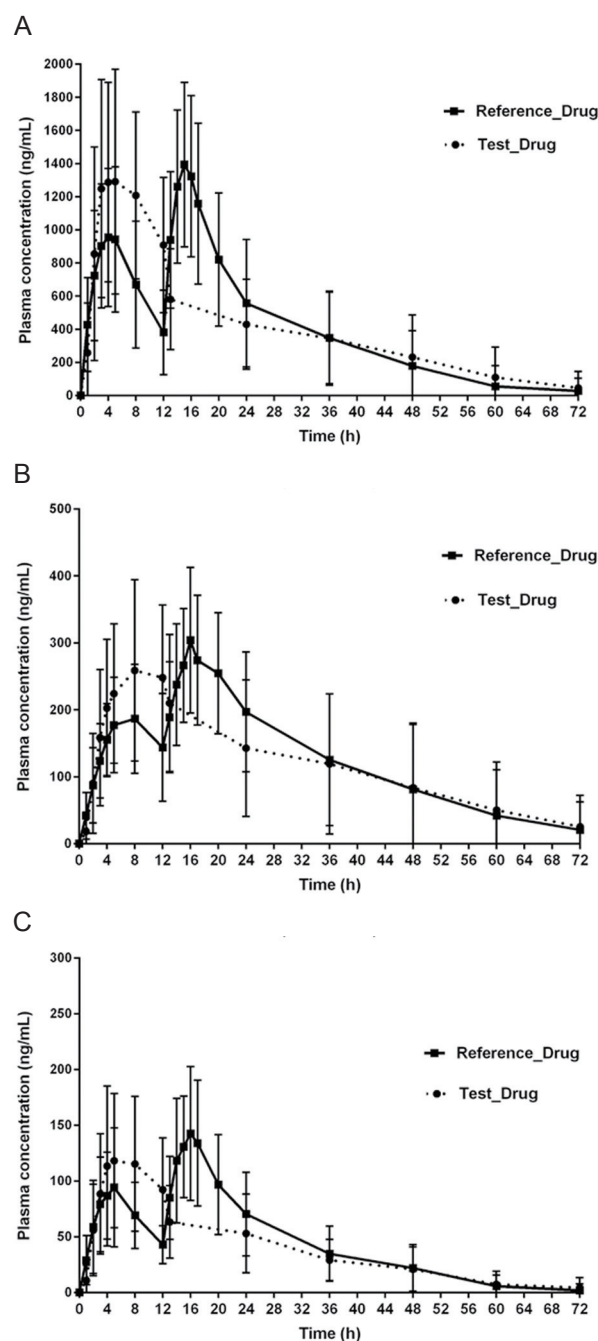 A
Plasma concentration (ng/mL)
2000
1800
1600
1400
1200
1000
800
600
400
200
0
Reference_Drug
Test_Drug
0 4 8 12 16 20 24 28 32 36 40 44 48 52 56 60 64 68 72
Time (h)
B
Plasma concentration (ng/mL)
500
400
300
200
100
0
Reference_Drug
Test_Drug
0 4 8 12 16 20 24 28 32 36 40 44 48 52 56 60 64 68 72
Time (h)
C
Plasma concentration (ng/mL)
300
250
200
150
100
50
0
Reference_Drug
Test_Drug
0 4 8 12 16 20 24 28 32 36 40 44 48 52 56 60 64 68 72
Time (h)